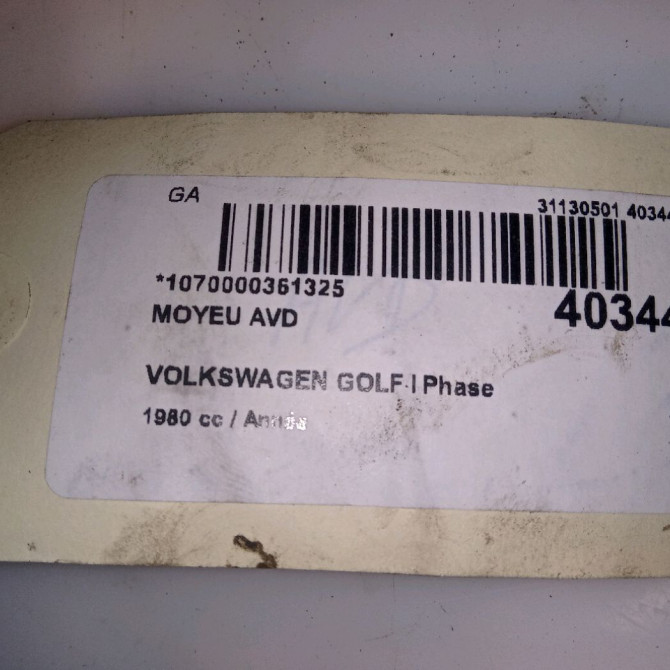 GA
31130501 40344
*1070000361325
40344
MOYEU AVD
VOLKSWAGEN GOLF I Phase
1980 cc /